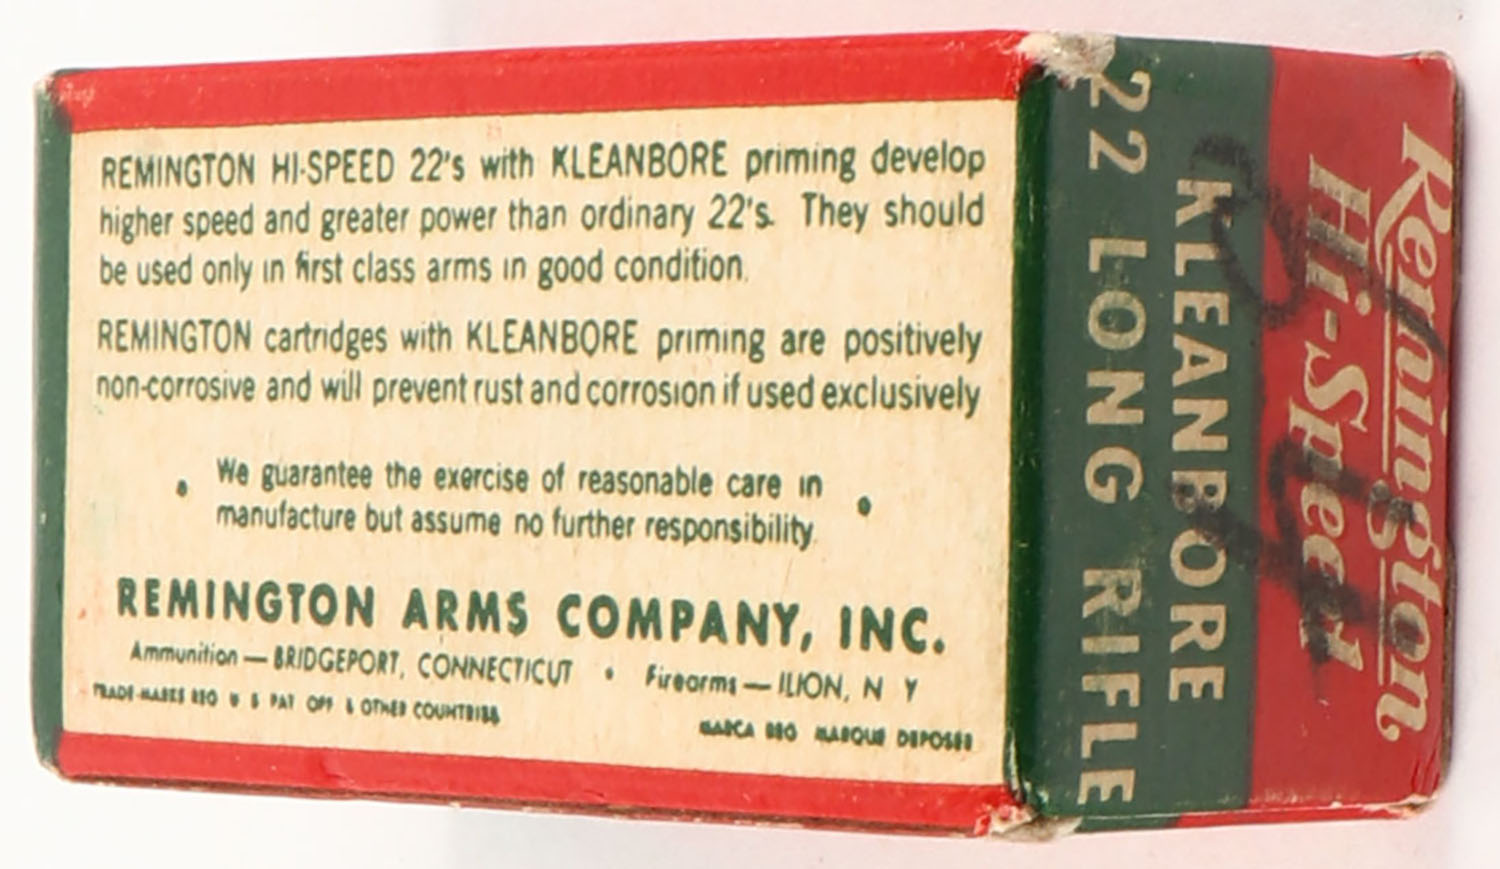 REMINGTON HI-SPEED 22's with KLEANBORE priming develop
higher speed and greater power than ordinary 22's. They should
be used only in first class arms in good condition.
REMINGTON cartridges with KLEANBORE priming are positively
non-corrosive and will prevent rust and corrosion if used exclusively
• We guarantee the exercise of reasonable care in •
manufacture but assume no further responsibility.
REMINGTON ARMS COMPANY, INC.
Ammunition — BRIDGEPORT, CONNECTICUT • Firearms — ILION, N Y
TRADE-MARKS REG U S PAT OFF & OTHER COUNTRIES
MARCA REG MARQUE DEPOSEE
Remington
Hi-Speed
KLEANBORE
22 LONG RIFLE